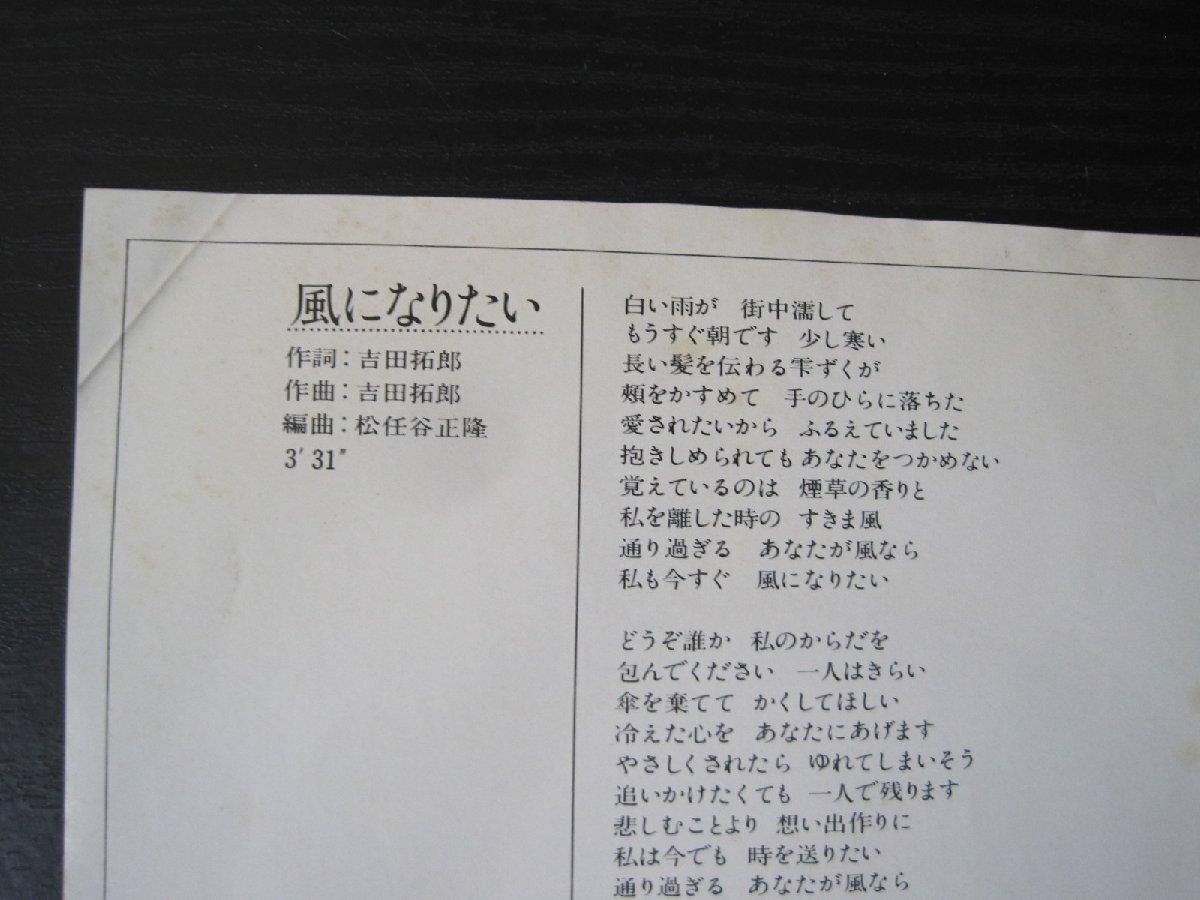 風になりたい
作詞：吉田拓郎
作曲：吉田拓郎
編曲：松任谷正隆
3′31″
白い雨が　街中濡して
もうすぐ朝です　少し寒い
長い髪を伝わる雫ずくが
頬をかすめて　手のひらに落ちた
愛されたいから　ふるえていました
抱きしめられても あなたをつかめない
覚えているのは　煙草の香りと
私を離した時の　すきま風
通り過ぎる　あなたが風なら
私も今すぐ　風になりたい
どうぞ誰か　私のからだを
包んでください　一人はきらい
傘を棄てて　かくしてほしい
冷えた心を　あなたにあげます
やさしくされたら　ゆれてしまいそう
追いかけたくても　一人で残ります
悲しむことより　想い出作りに
私は今でも　時を送りたい
通り過ぎる　あなたが風なら